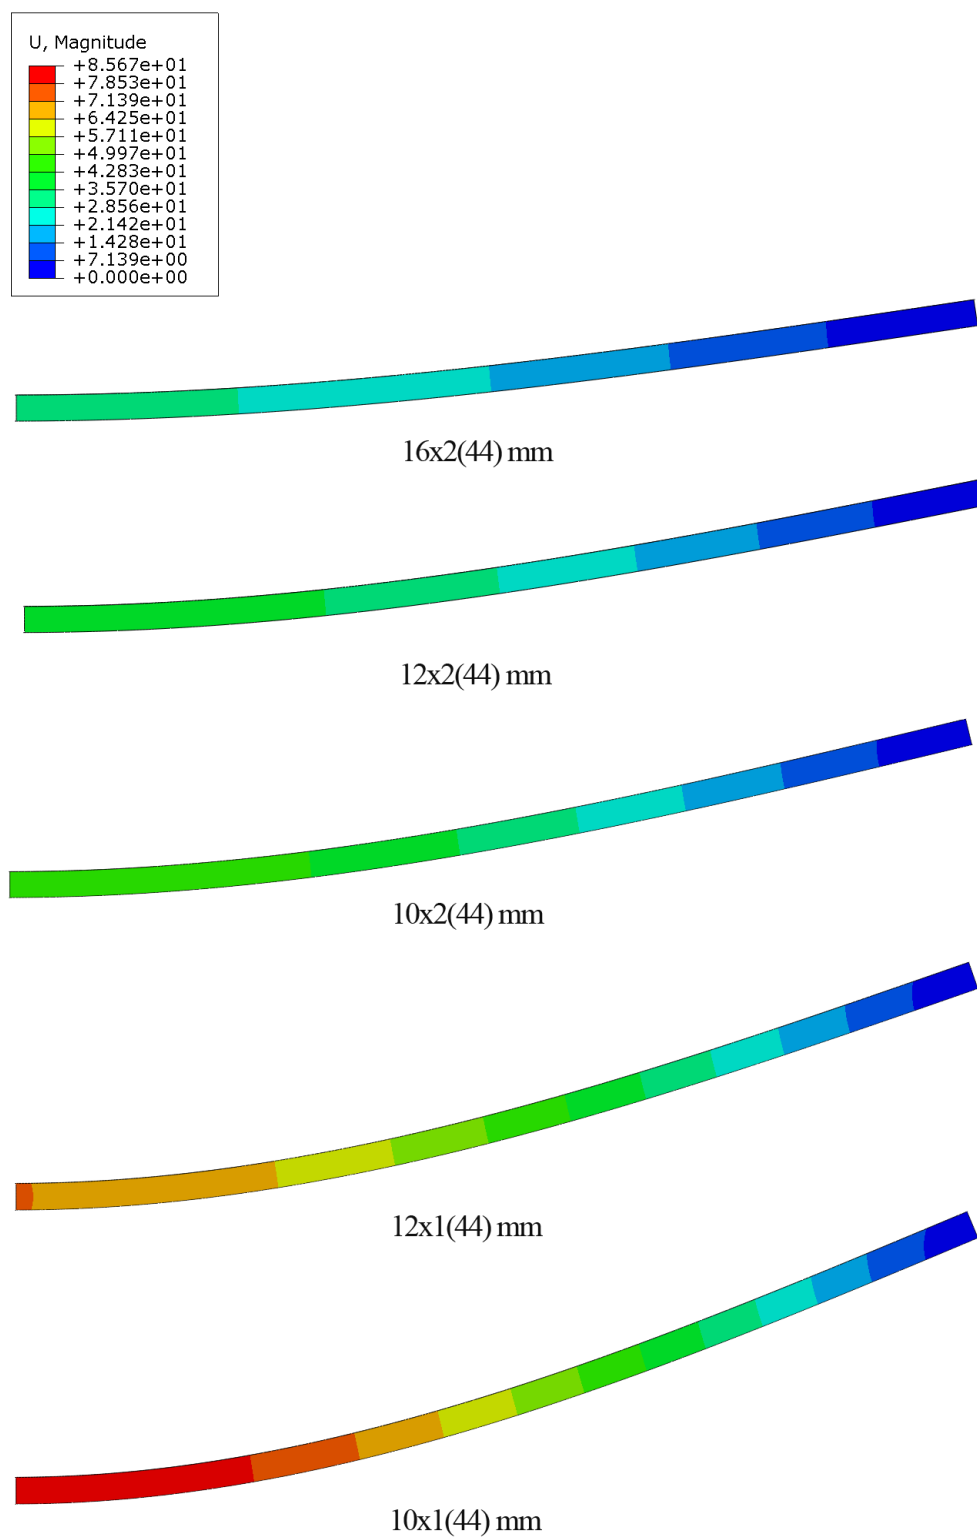 U, Magnitude
+8.567e+01
+7.853e+01
+7.139e+01
+6.425e+01
+5.711e+01
+4.997e+01
+4.283e+01
+3.570e+01
+2.856e+01
+2.142e+01
+1.428e+01
+7.139e+00
+0.000e+00
16x2(44) mm
12x2(44) mm
10x2(44) mm
12x1(44) mm
10x1(44) mm